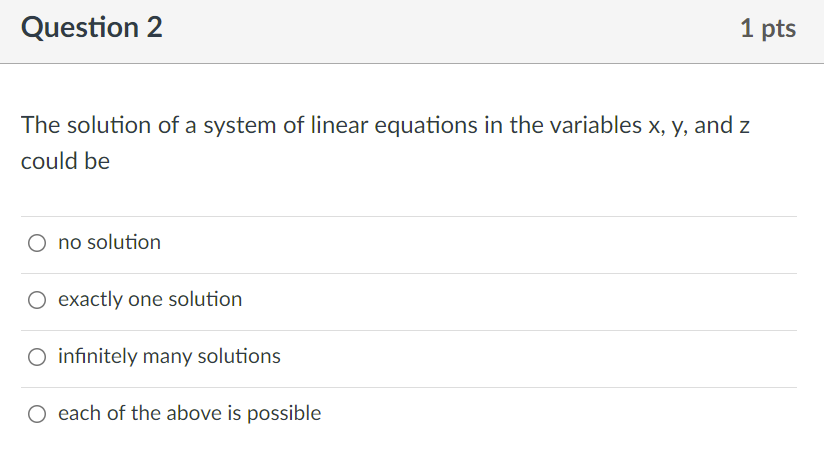 Question 2
1 pts
The solution of a system of linear equations in the variables x, y, and z
could be
no solution
exactly one solution
infinitely many solutions
each of the above is possible